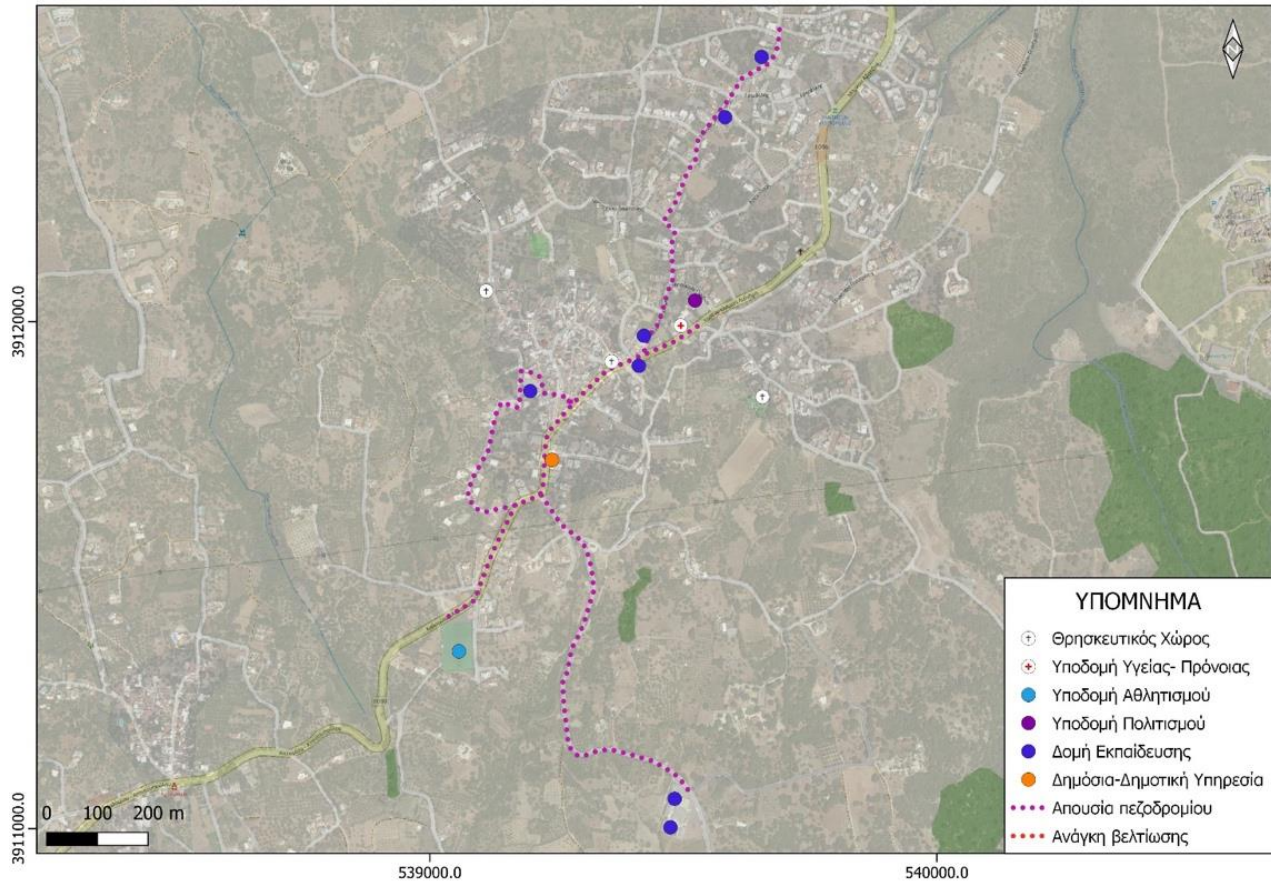 N
3912000.0
3911000.0
0 100 200 m
539000.0
540000.0
ΥΠΟΜΝΗΜΑ
Θρησκευτικός Χώρος
Υποδομή Υγείας- Πρόνοιας
Υποδομή Αθλητισμού
Υποδομή Πολιτισμού
Δομή Εκπαίδευσης
Δημόσια-Δημοτική Υπηρεσία
Απουσία πεζοδρομίου
Ανάγκη βελτίωσης